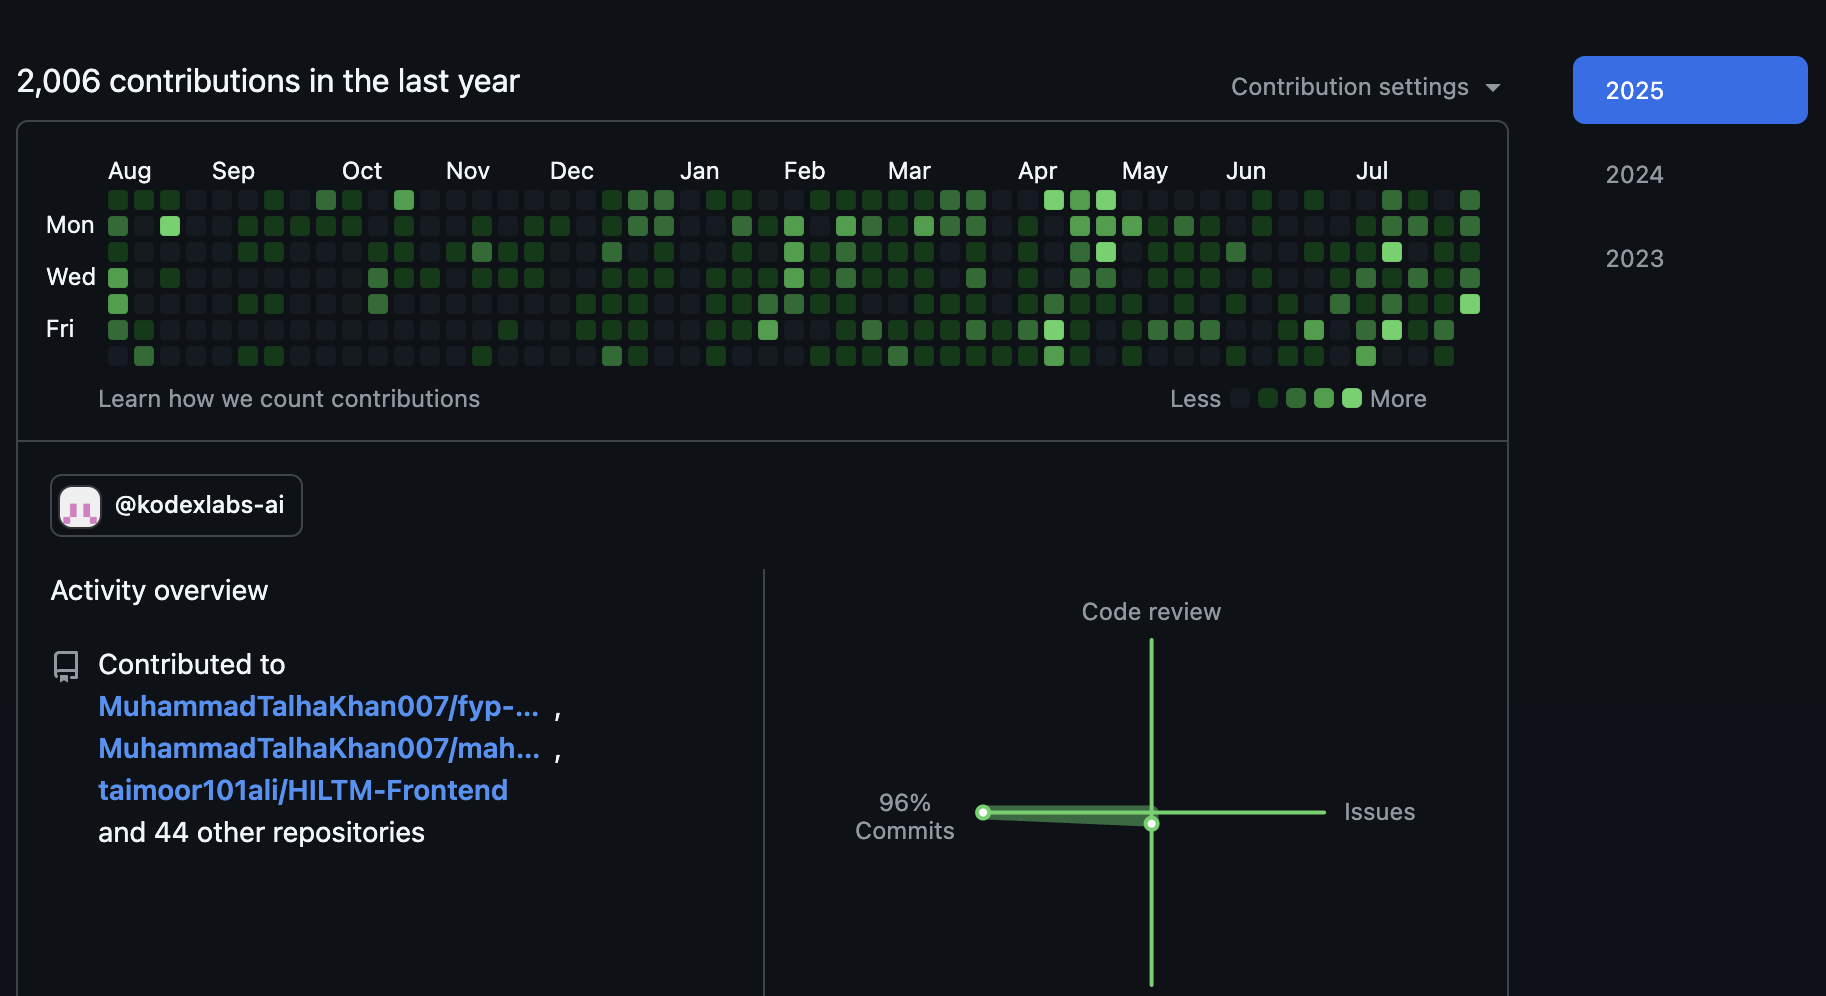 2,006 contributions in the last year
Contribution settings
2025
2024
2023
Aug Sep Oct Nov Dec Jan Feb Mar Apr May Jun Jul
Mon
Wed
Fri
Learn how we count contributions
Less More
@kodexlabs-ai
Activity overview
Contributed to
MuhammadTalhaKhan007/fyp-... ,
MuhammadTalhaKhan007/mah... ,
taimoor101ali/HILTM-Frontend
and 44 other repositories
Code review
96%
Commits
Issues